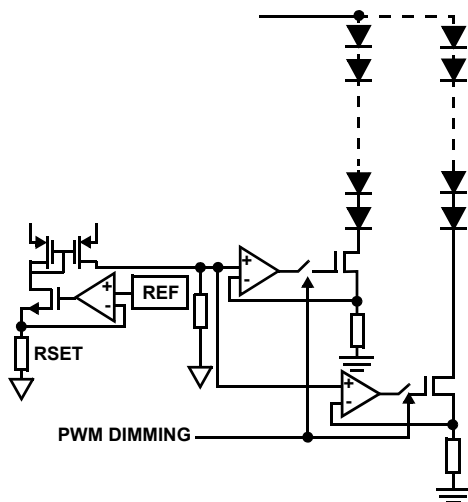 +
-
+
-
REF
RSET
+
-
PWM DIMMING